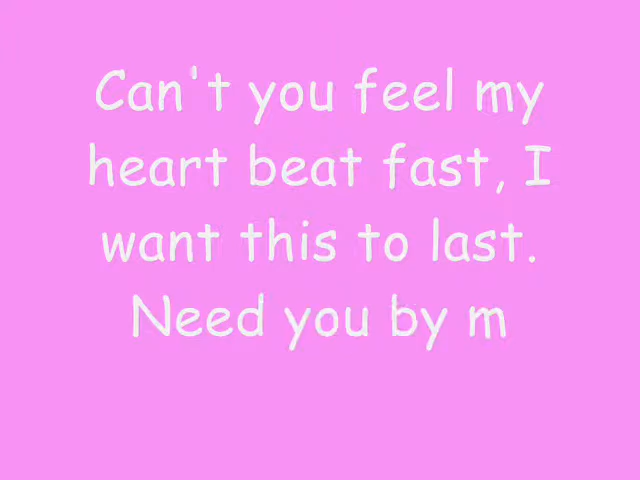 Can't you feel my
heart beat fast, I
want this to last.
Need you by m